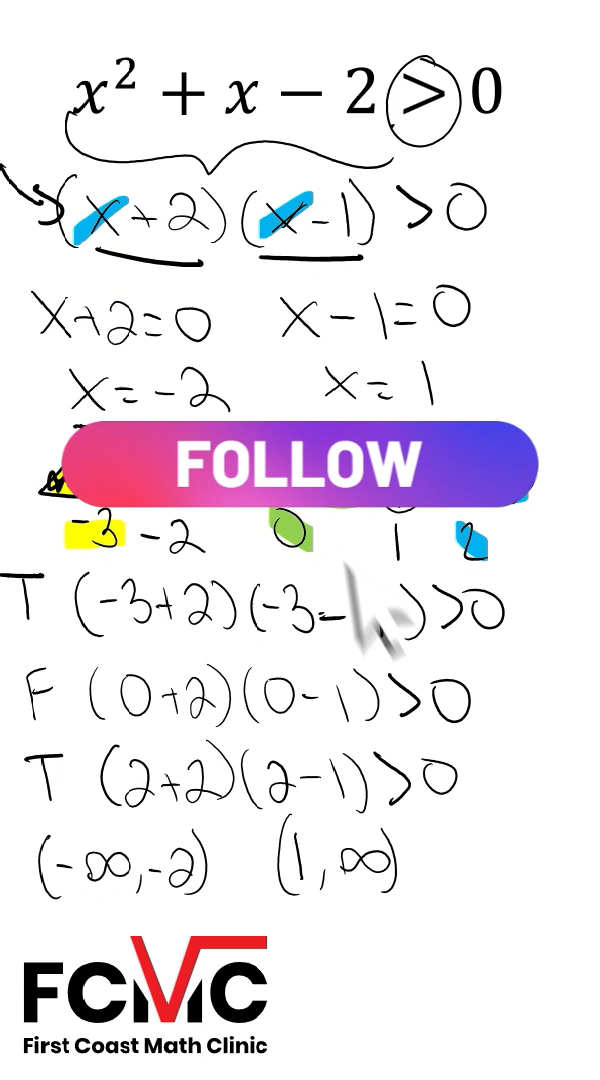 x² + x − 2 > 0
(x+2)(x-1) >0
x+2=0 x-1=0
x=-2 x=1
FOLLOW
-3 -2 0 1 2
T (-3+2)(-3- )>0
F (0+2)(0-1)>0
T (2+2)(2-1)>0
(-∞,-2) (1,∞)
FCMC
First Coast Math Clinic